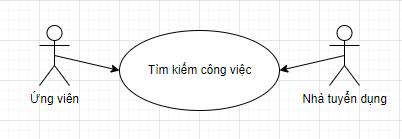 Tìm kiếm công việc
Ứng viên
Nhà tuyển dụng